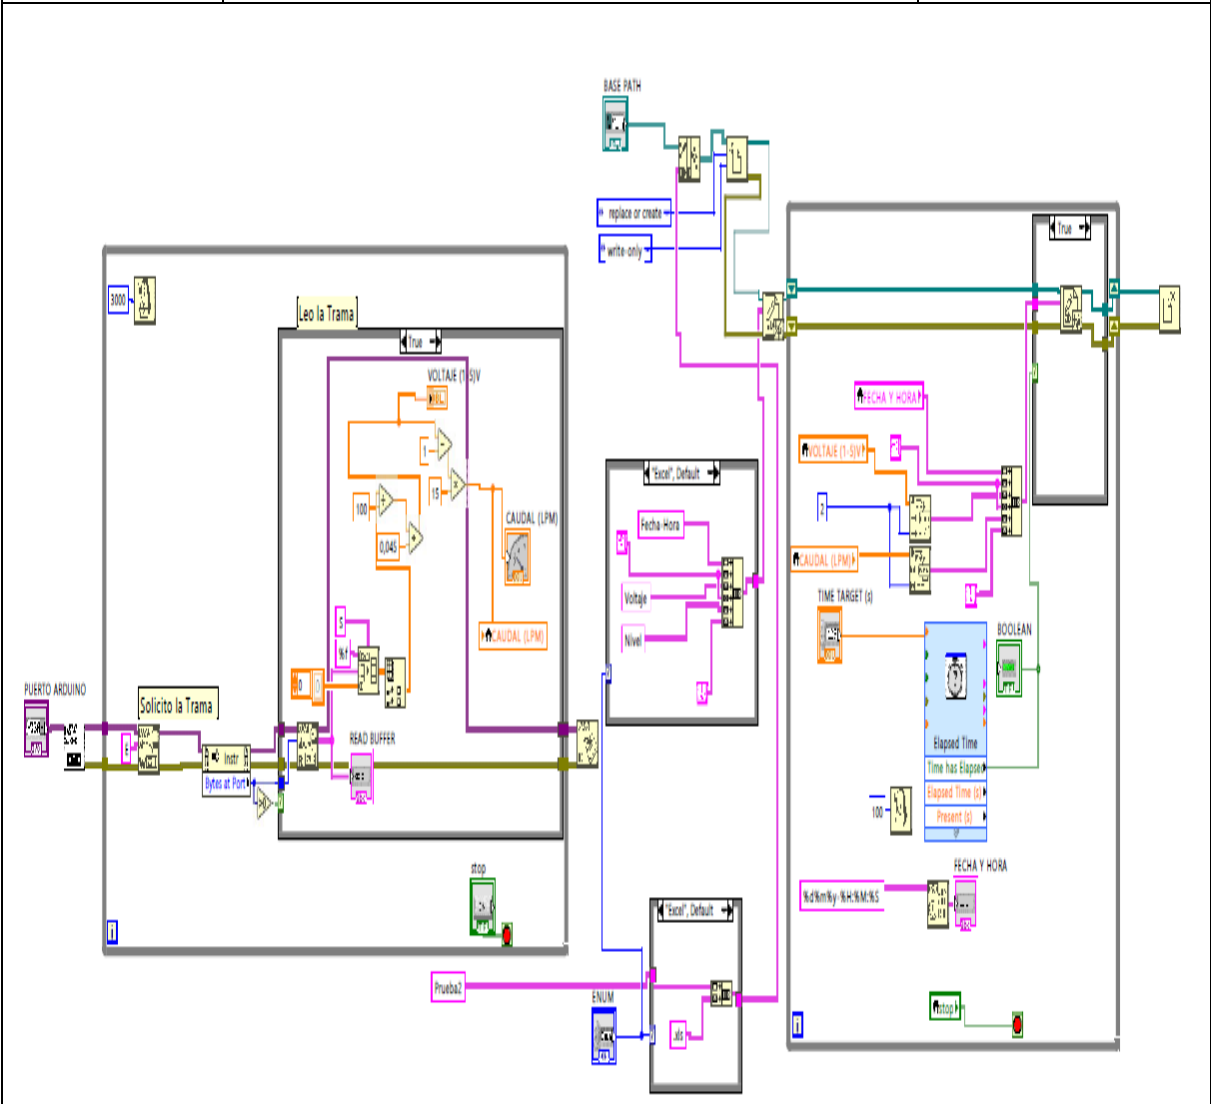 BASE PATH
replace or create
write-only
3000
Leo la Trama
True
VOLTAJE (1-5)V
1
15
100
0,045
CAUDAL (LPM)
CAUDAL (LPM)
%f
0
PUERTO ARDUINO
Solicito la Trama
Instr
Bytes at Port
READ BUFFER
stop
i
"Excel", Default
Fecha-Hora
Voltaje
Nivel
"Excel", Default
Prueba2
ENUM
.xls
True
FECHA Y HORA
VOLTAJE (1-5)V
2
CAUDAL (LPM)
TIME TARGET (s)
BOOLEAN
Elapsed Time
Time has Elapsed
Elapsed Time (s)
Present (s)
100
FECHA Y HORA
%d%m%y-%H:%M:%S
stop
i